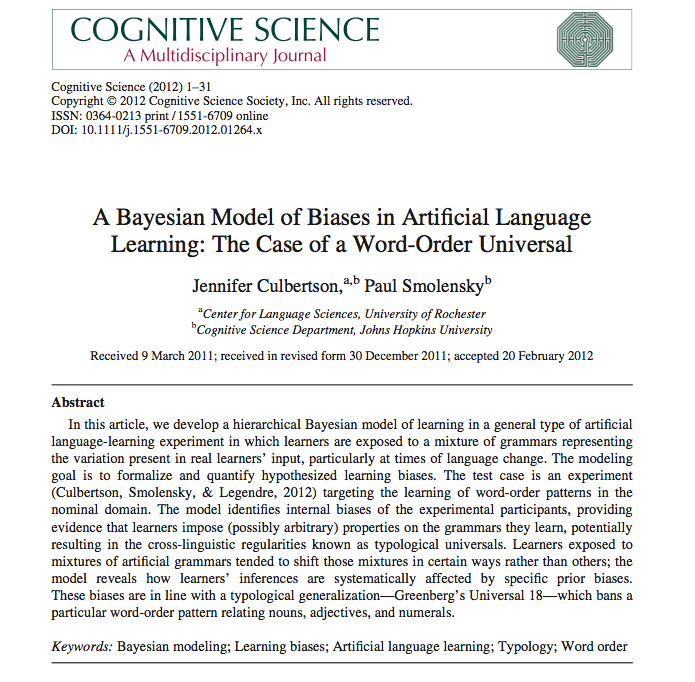 COGNITIVE SCIENCE
A Multidisciplinary Journal
Cognitive Science (2012) 1–31
Copyright © 2012 Cognitive Science Society, Inc. All rights reserved.
ISSN: 0364-0213 print / 1551-6709 online
DOI: 10.1111/j.1551-6709.2012.01264.x
A Bayesian Model of Biases in Artificial Language
Learning: The Case of a Word-Order Universal
Jennifer Culbertson,a,b Paul Smolenskyb
aCenter for Language Sciences, University of Rochester
bCognitive Science Department, Johns Hopkins University
Received 9 March 2011; received in revised form 30 December 2011; accepted 20 February 2012
Abstract
In this article, we develop a hierarchical Bayesian model of learning in a general type of artificial
language-learning experiment in which learners are exposed to a mixture of grammars representing
the variation present in real learners’ input, particularly at times of language change. The modeling
goal is to formalize and quantify hypothesized learning biases. The test case is an experiment
(Culbertson, Smolensky, & Legendre, 2012) targeting the learning of word-order patterns in the
nominal domain. The model identifies internal biases of the experimental participants, providing
evidence that learners impose (possibly arbitrary) properties on the grammars they learn, potentially
resulting in the cross-linguistic regularities known as typological universals. Learners exposed to
mixtures of artificial grammars tended to shift those mixtures in certain ways rather than others; the
model reveals how learners’ inferences are systematically affected by specific prior biases.
These biases are in line with a typological generalization—Greenberg’s Universal 18—which bans a
particular word-order pattern relating nouns, adjectives, and numerals.
Keywords: Bayesian modeling; Learning biases; Artificial language learning; Typology; Word order